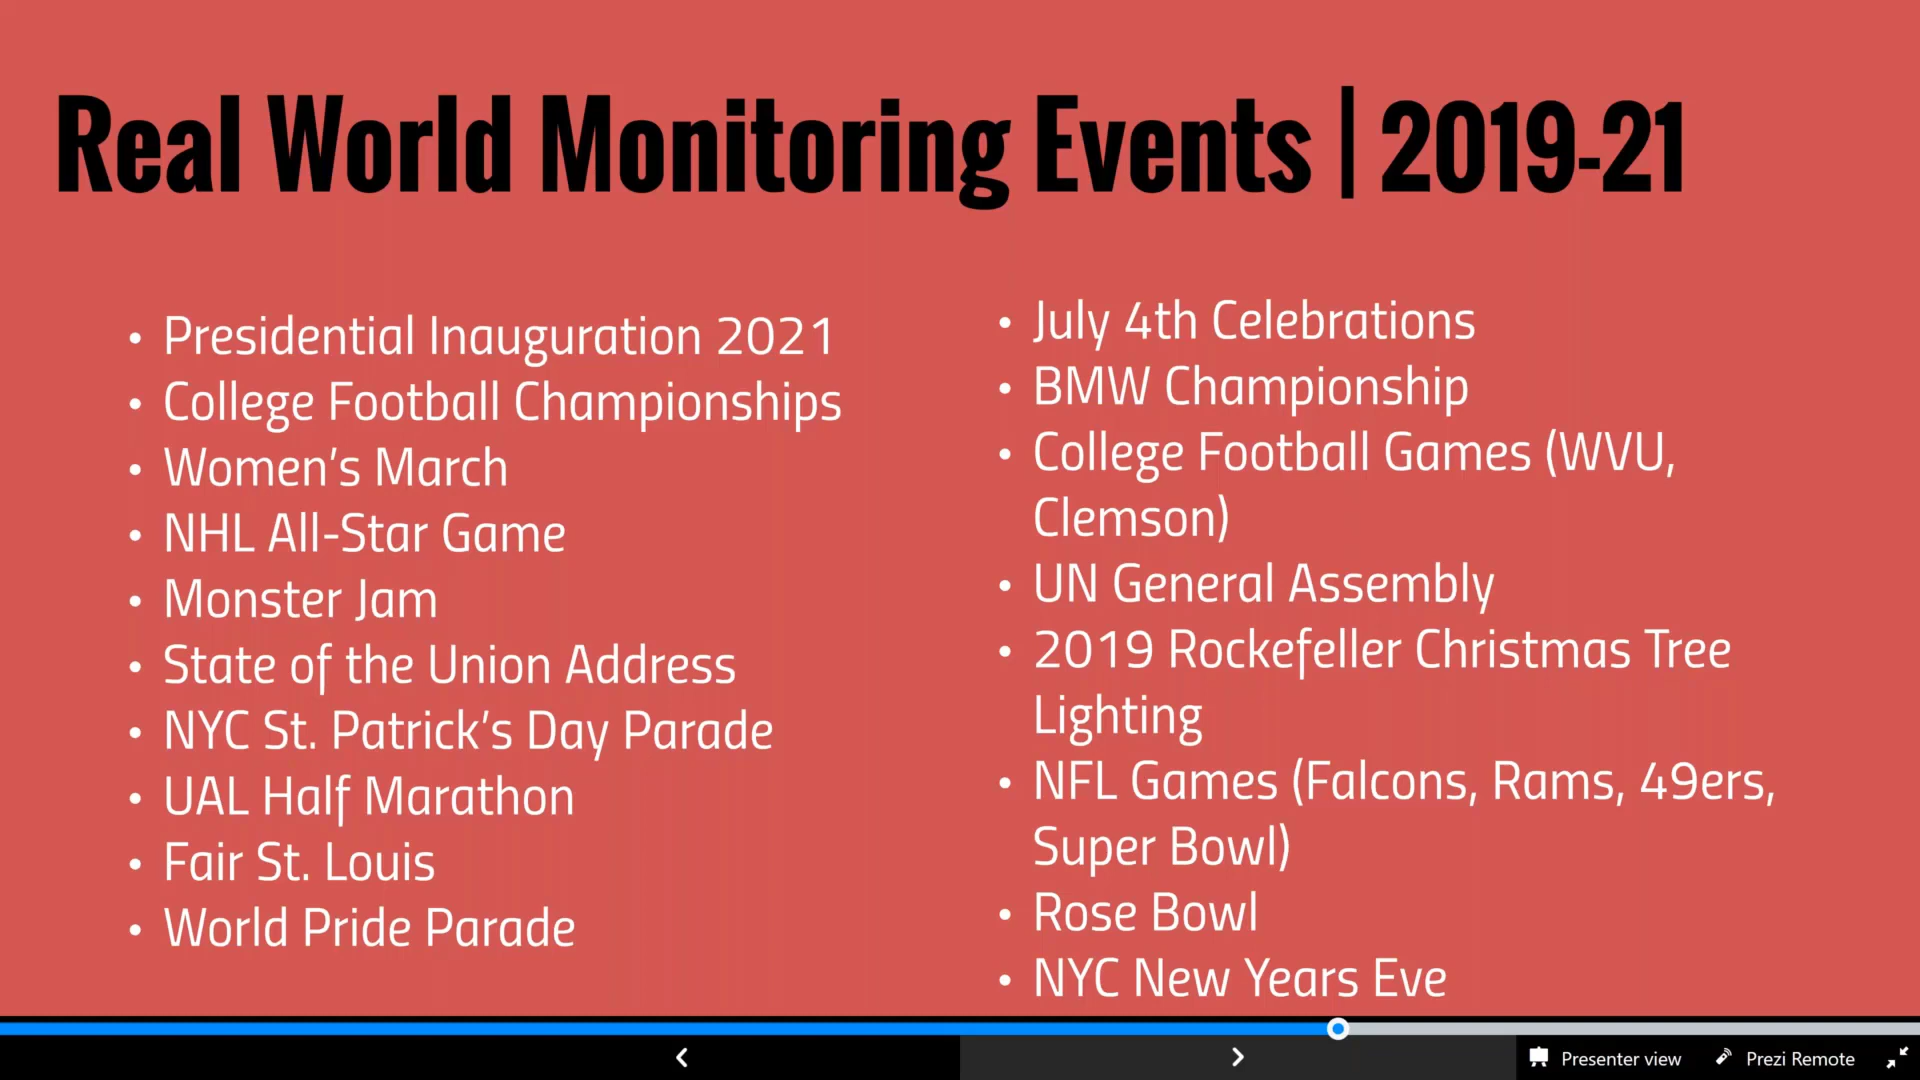 Real World Monitoring Events | 2019-21
• Presidential Inauguration 2021
• College Football Championships
• Women’s March
• NHL All-Star Game
• Monster Jam
• State of the Union Address
• NYC St. Patrick’s Day Parade
• UAL Half Marathon
• Fair St. Louis
• World Pride Parade
• July 4th Celebrations
• BMW Championship
• College Football Games (WVU,
Clemson)
• UN General Assembly
• 2019 Rockefeller Christmas Tree
Lighting
• NFL Games (Falcons, Rams, 49ers,
Super Bowl)
• Rose Bowl
• NYC New Years Eve
Presenter view
Prezi Remote